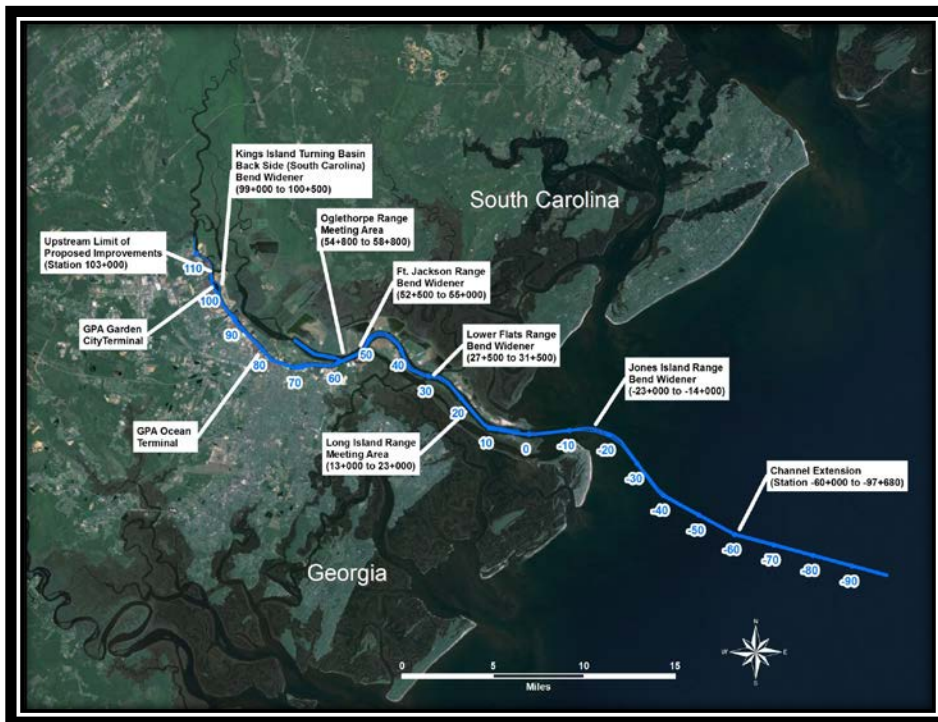 Kings Island Turning Basin
Back Side (South Carolina)
Bend Widener
(99+000 to 100+500)
South Carolina
Oglethorpe Range
Meeting Area
(54+800 to 58+800)
Upstream Limit of
Proposed Improvements
(Station 103+000)
Ft. Jackson Range
Bend Widener
(52+500 to 55+000)
110
100
GPA Garden
CityTerminal
90
80
70
60
50
40
30
20
10
0
-10
-20
-30
-40
-50
-60
-70
-80
-90
Lower Flats Range
Bend Widener
(27+500 to 31+500)
Jones Island Range
Bend Widener
(-23+000 to -14+000)
GPA Ocean
Terminal
Long Island Range
Meeting Area
(13+000 to 23+000)
Channel Extension
(Station -60+000 to -97+680)
Georgia
N
W
E
S
0
5
10
15
Miles